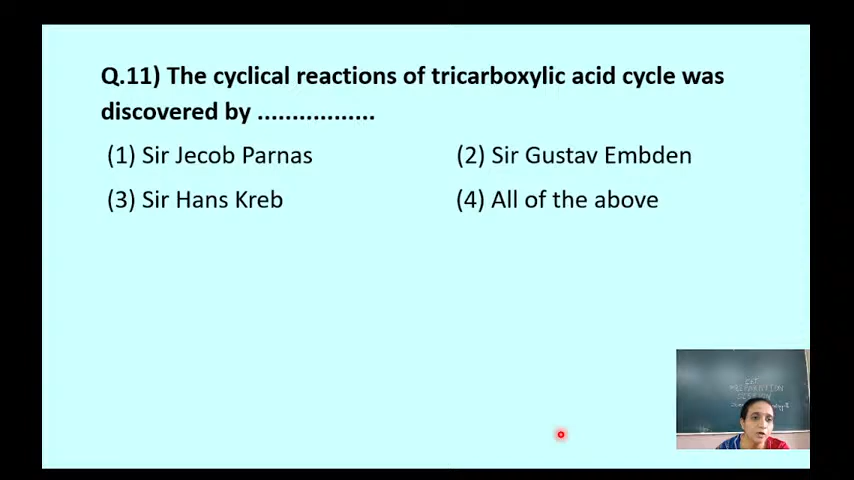 Q.11) The cyclical reactions of tricarboxylic acid cycle was
discovered by .................
(1) Sir Jecob Parnas (2) Sir Gustav Embden
(3) Sir Hans Kreb (4) All of the above